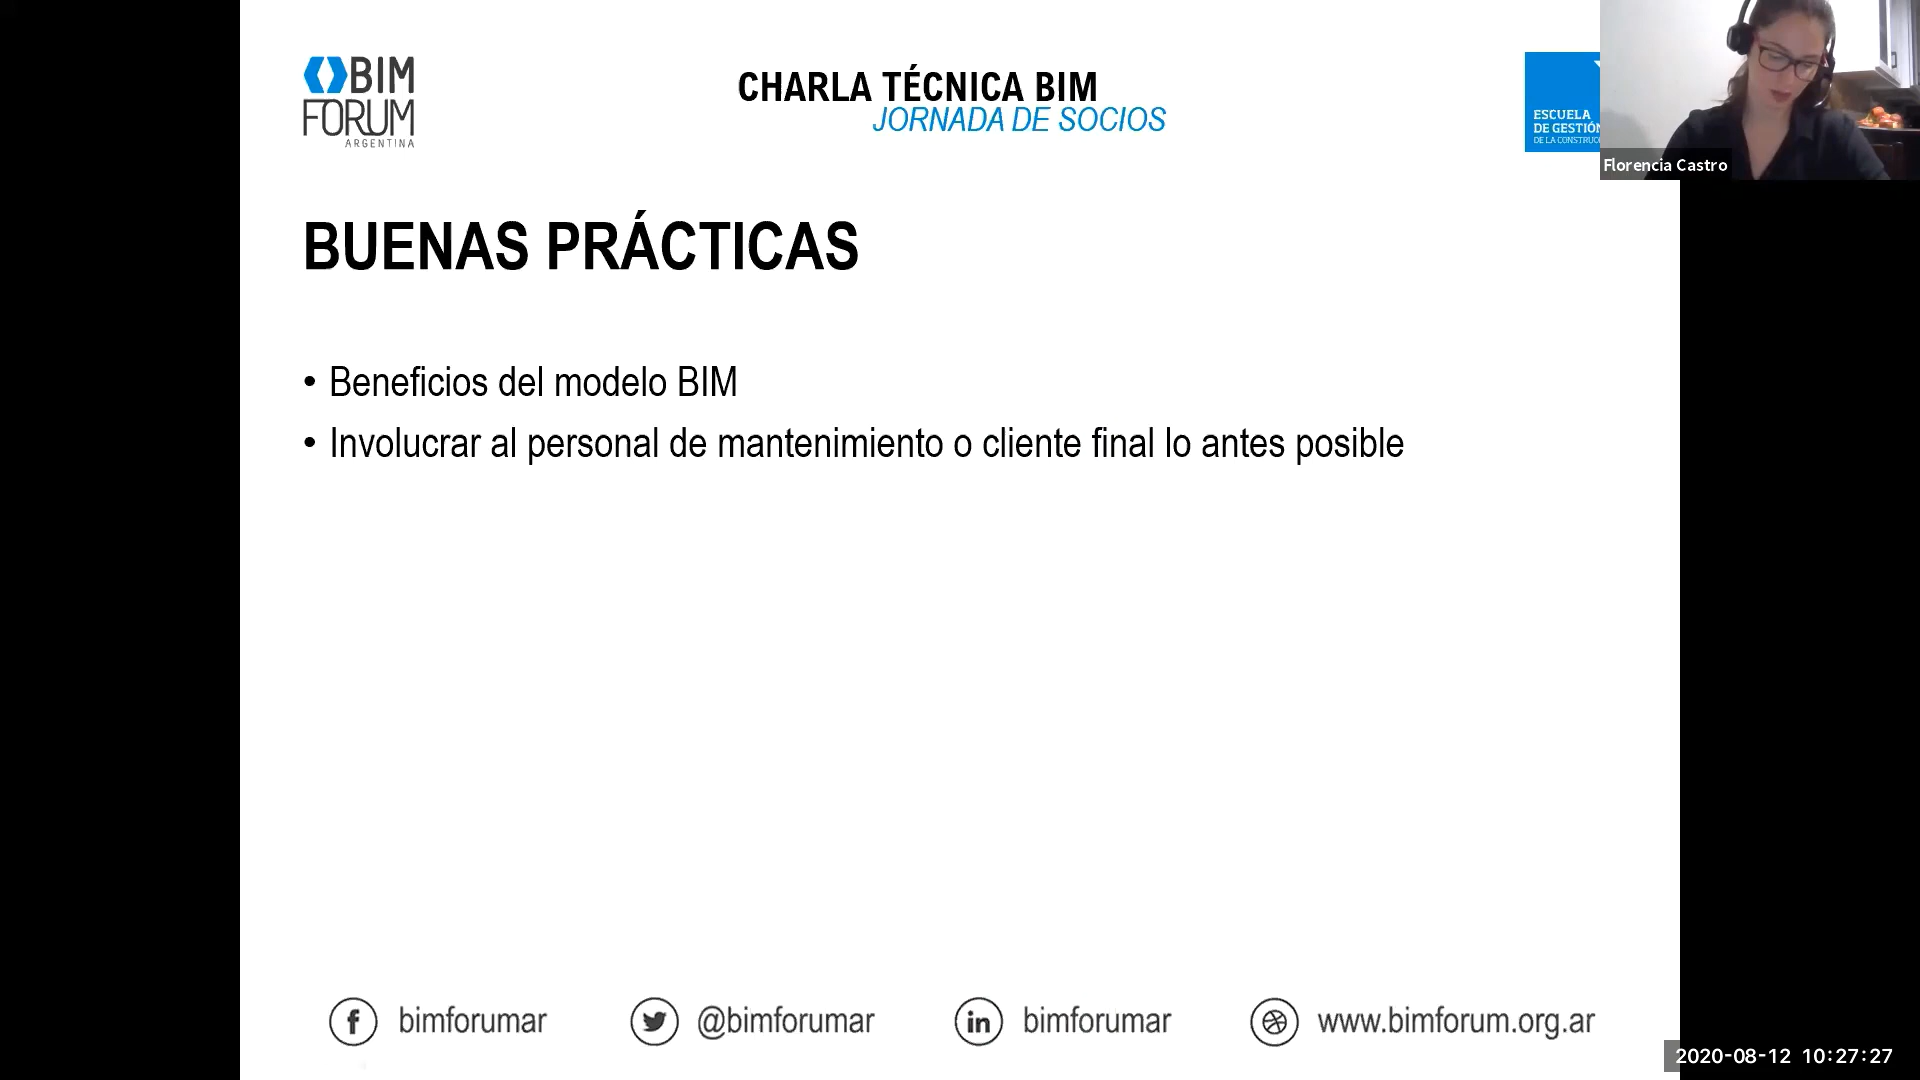 BIM
FORUM
ARGENTINA
CHARLA TÉCNICA BIM
JORNADA DE SOCIOS
ESCUELA
DE GESTIÓN
DE LA
Florencia Castro
BUENAS PRÁCTICAS
• Beneficios del modelo BIM
• Involucrar al personal de mantenimiento o cliente final lo antes posible
bimforumar
@bimforumar
bimforumar
www.bimforum.org.ar
2020-08-12 10:27:27